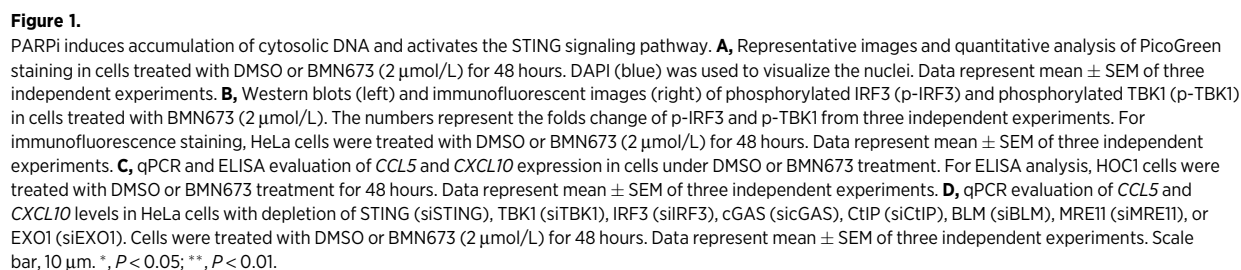 Figure 1.
PARPi induces accumulation of cytosolic DNA and activates the STING signaling pathway. A, Representative images and quantitative analysis of PicoGreen
staining in cells treated with DMSO or BMN673 (2 μmol/L) for 48 hours. DAPI (blue) was used to visualize the nuclei. Data represent mean ± SEM of three
independent experiments. B, Western blots (left) and immunofluorescent images (right) of phosphorylated IRF3 (p-IRF3) and phosphorylated TBK1 (p-TBK1)
in cells treated with BMN673 (2 μmol/L). The numbers represent the folds change of p-IRF3 and p-TBK1 from three independent experiments. For
immunofluorescence staining, HeLa cells were treated with DMSO or BMN673 (2 μmol/L) for 48 hours. Data represent mean ± SEM of three independent
experiments. C, qPCR and ELISA evaluation of CCL5 and CXCL10 expression in cells under DMSO or BMN673 treatment. For ELISA analysis, HOC1 cells were
treated with DMSO or BMN673 treatment for 48 hours. Data represent mean ± SEM of three independent experiments. D, qPCR evaluation of CCL5 and
CXCL10 levels in HeLa cells with depletion of STING (siSTING), TBK1 (siTBK1), IRF3 (siIRF3), cGAS (sicGAS), CtIP (siCtIP), BLM (siBLM), MRE11 (siMRE11), or
EXO1 (siEXO1). Cells were treated with DMSO or BMN673 (2 μmol/L) for 48 hours. Data represent mean ± SEM of three independent experiments. Scale
bar, 10 μm. *, P < 0.05; **, P < 0.01.